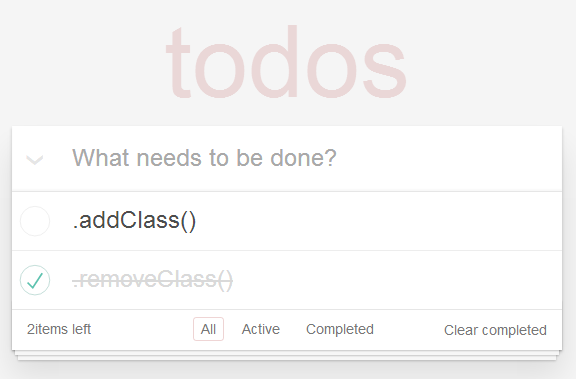 todos
What needs to be done?
.addClass()
.removeClass()
2items left All Active Completed Clear completed